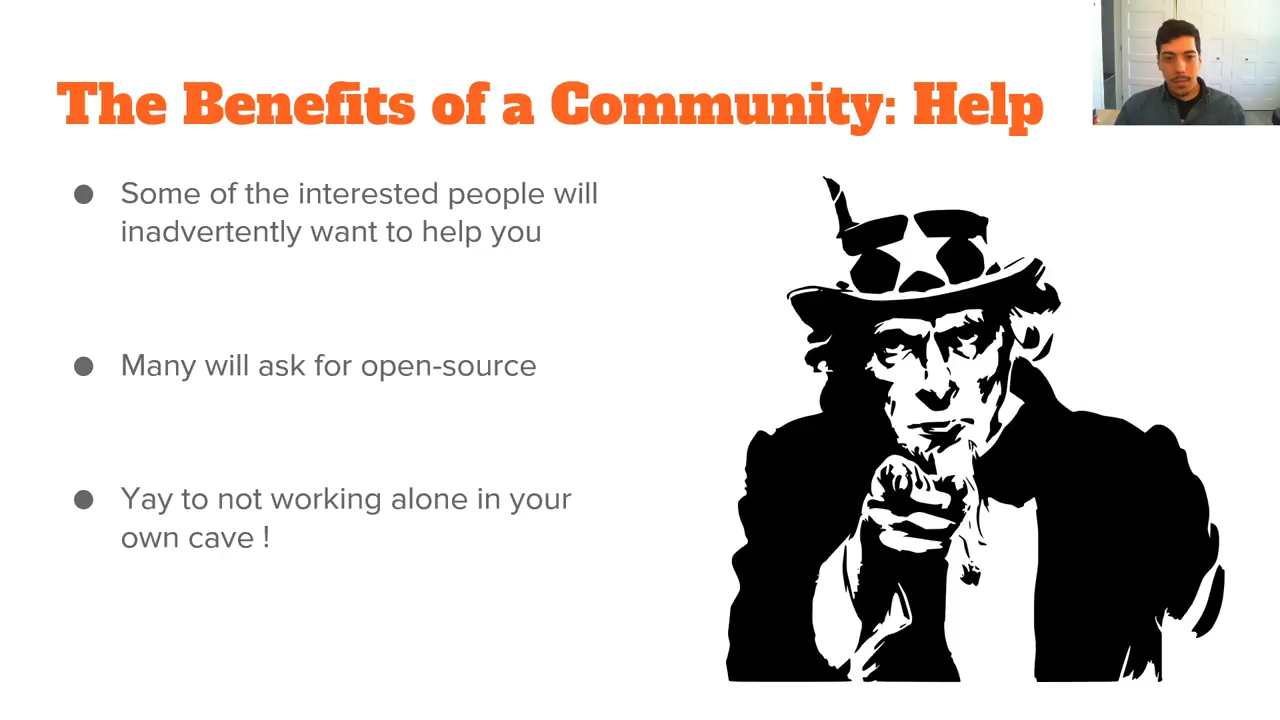 The Benefits of a Community: Help
● Some of the interested people will
inadvertently want to help you
● Many will ask for open-source
● Yay to not working alone in your
own cave !